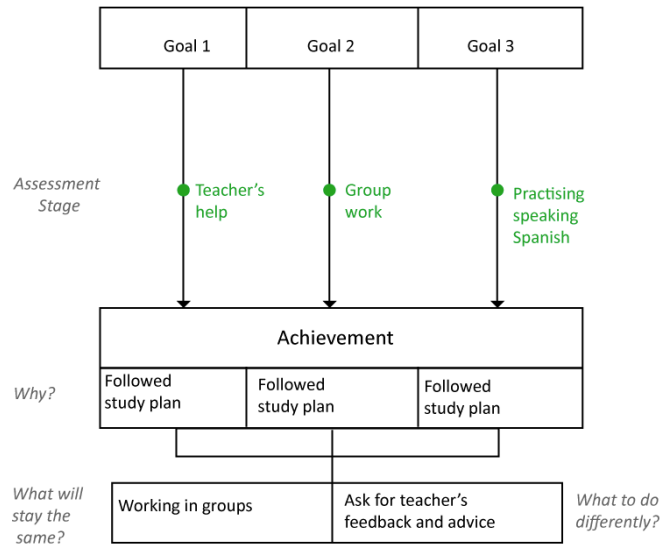 Goal 1
Goal 2
Goal 3
Assessment
Stage
Teacher's
help
Group
work
Practising
speaking
Spanish
Achievement
Why?
Followed
study plan
Followed
study plan
Followed
study plan
What will
stay the
same?
Working in groups
Ask for teacher's
feedback and advice
What to do
differently?